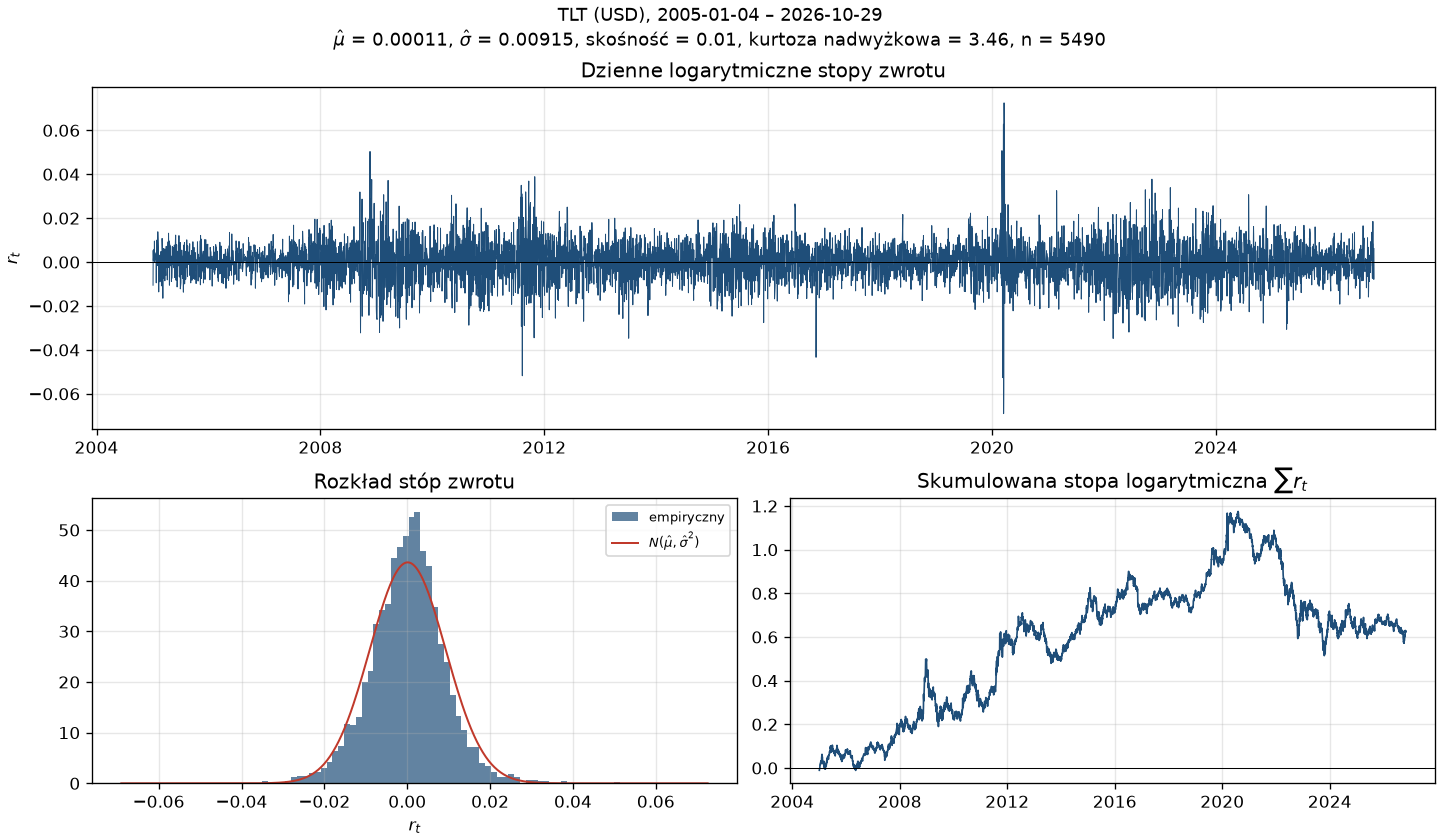 TLT (USD), 2005-01-04 – 2026-10-29
μ̂ = 0.00011, σ̂ = 0.00915, skośność = 0.01, kurtoza nadwyżkowa = 3.46, n = 5490
Dzienne logarytmiczne stopy zwrotu
0.06
0.04
0.02
0.00
−0.02
−0.04
−0.06
r_t
2004 2008 2012 2016 2020 2024
Rozkład stóp zwrotu
50
40
30
20
10
0
empiryczny
N(μ̂, σ̂²)
−0.06 −0.04 −0.02 0.00 0.02 0.04 0.06
r_t
Skumulowana stopa logarytmiczna ∑r_t
1.2
1.0
0.8
0.6
0.4
0.2
0.0
2004 2008 2012 2016 2020 2024